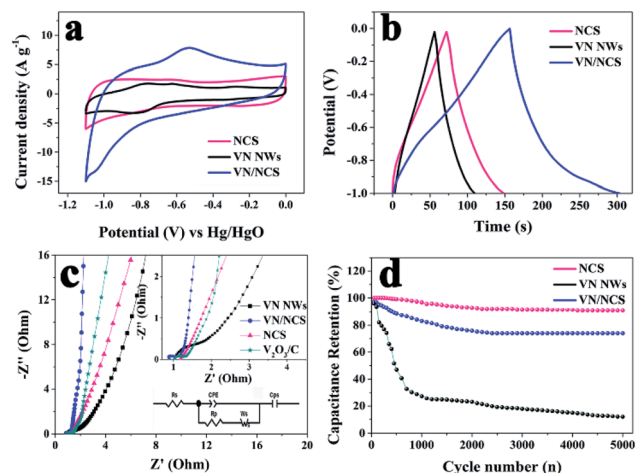 a
Current density (A g⁻¹)
15
10
5
0
-5
-10
-15
NCS
VN NWs
VN/NCS
-1.2 -0.8 -0.4 0.0
Potential (V) vs Hg/HgO
b
Potential (V)
0.0
-0.2
-0.4
-0.6
-0.8
-1.0
NCS
VN NWs
VN/NCS
0 50 100 150 200 250 300
Time (s)
c
-Z'' (Ohm)
16
12
8
4
0
-Z'' (Ohm)
2
0
1 2 3 4
Z' (Ohm)
VN NWs
VN/NCS
NCS
V₂O₃/C
Rs CPE Cps
Rp Ws
0 4 8 12 16 20
Z' (Ohm)
d
Capacitance Retention (%)
120
100
80
60
40
20
0
NCS
VN NWs
VN/NCS
0 1000 2000 3000 4000 5000
Cycle number (n)